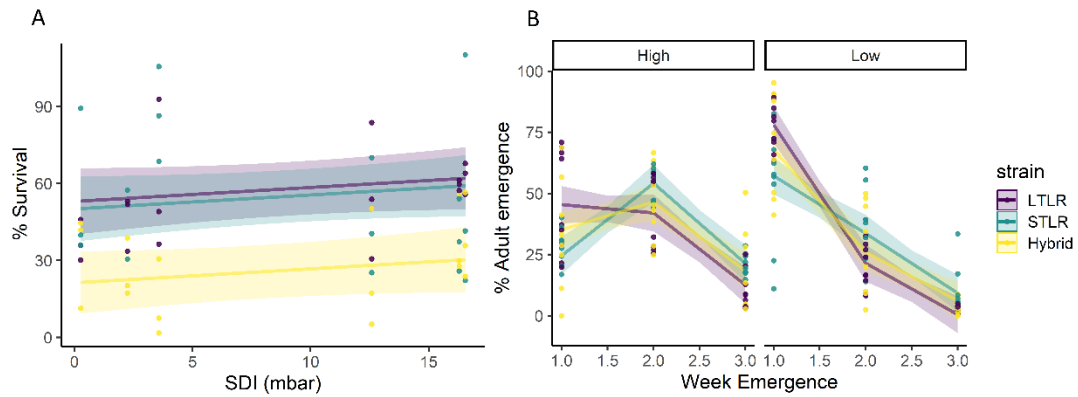 A
% Survival
90
60
30
0
0
5
10
15
SDI (mbar)
B
High
Low
% Adult emergence
100
75
50
25
0
1.0
1.5
2.0
2.5
3.0
1.0
1.5
2.0
2.5
3.0
Week Emergence
strain
LTLR
STLR
Hybrid